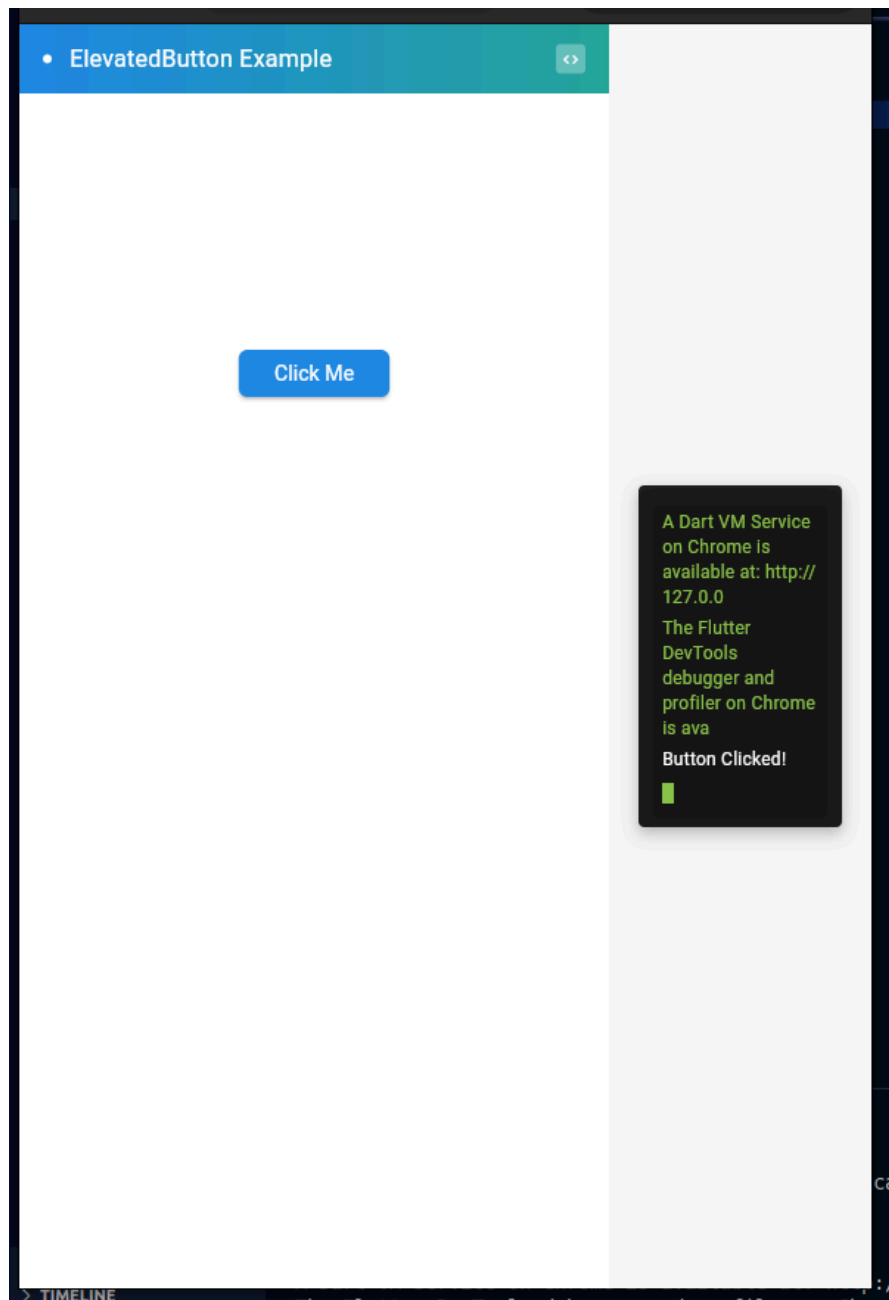 ElevatedButton Example
Click Me
A Dart VM Service
on Chrome is
available at: http://
127.0.0
The Flutter
DevTools
debugger and
profiler on Chrome
is ava
Button Clicked!
TIMELINE